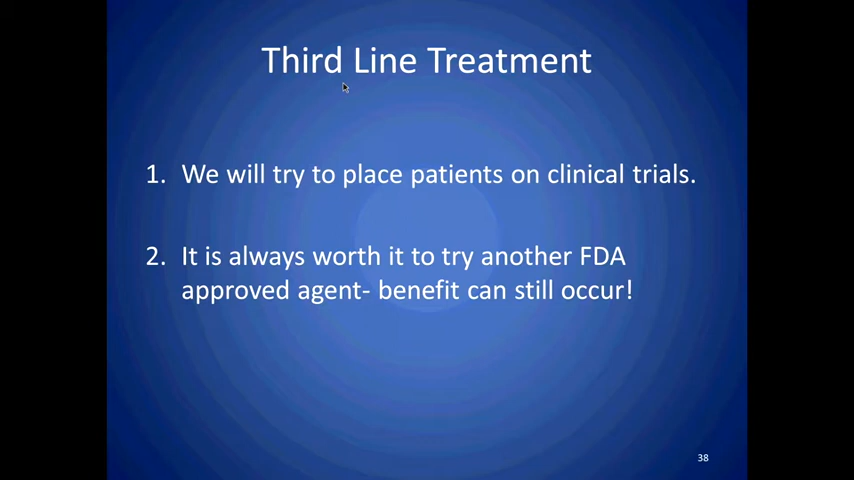 Third Line Treatment
1. We will try to place patients on clinical trials.
2. It is always worth it to try another FDA
approved agent- benefit can still occur!
38